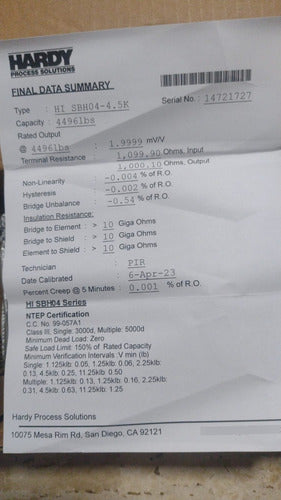 HARDY
PROCESS SOLUTIONS
FINAL DATA SUMMARY
Serial No. : 14721727
Type : HI SBH04-4.5K
Capacity : 4496lbs
Rated Output
@ 4496lbs : 1.9999 mV/V
Terminal Resistance : 1,099.90 Ohms, Input
1,000.10 Ohms, Output
Non-Linearity : -0.004 % of R.O.
Hysteresis : -0.002 % of R.O.
Bridge Unbalance : -0.54 % of R.O.
Insulation Resistance:
Bridge to Element : > 10 Giga Ohms
Bridge to Shield : > 10 Giga Ohms
Element to Shield : > 10 Giga Ohms
Technician : PIR
Date Calibrated : 6-Apr-23
Percent Creep @ 5 Minutes : 0.001 % of R.O.
HI SBH04 Series
NTEP Certification
C.C. No. 99-057A1
Class III, Single: 3000d, Multiple: 5000d
Minimum Dead Load: Zero
Safe Load Limit: 150% of Rated Capacity
Minimum Verification Intervals :V min (lb)
Single :1.125klb: 0.05, 1.25klb: 0.06, 2.25klb:
0.13, 4.5klb: 0.25, 11.25klb: 0.50
Multiple: 1.125klb: 0.13, 1.25klb: 0.16, 2.25klb:
0.31, 4.5klb: 0.63, 11.25klb: 1.25
Hardy Process Solutions
10075 Mesa Rim Rd, San Diego, CA 92121